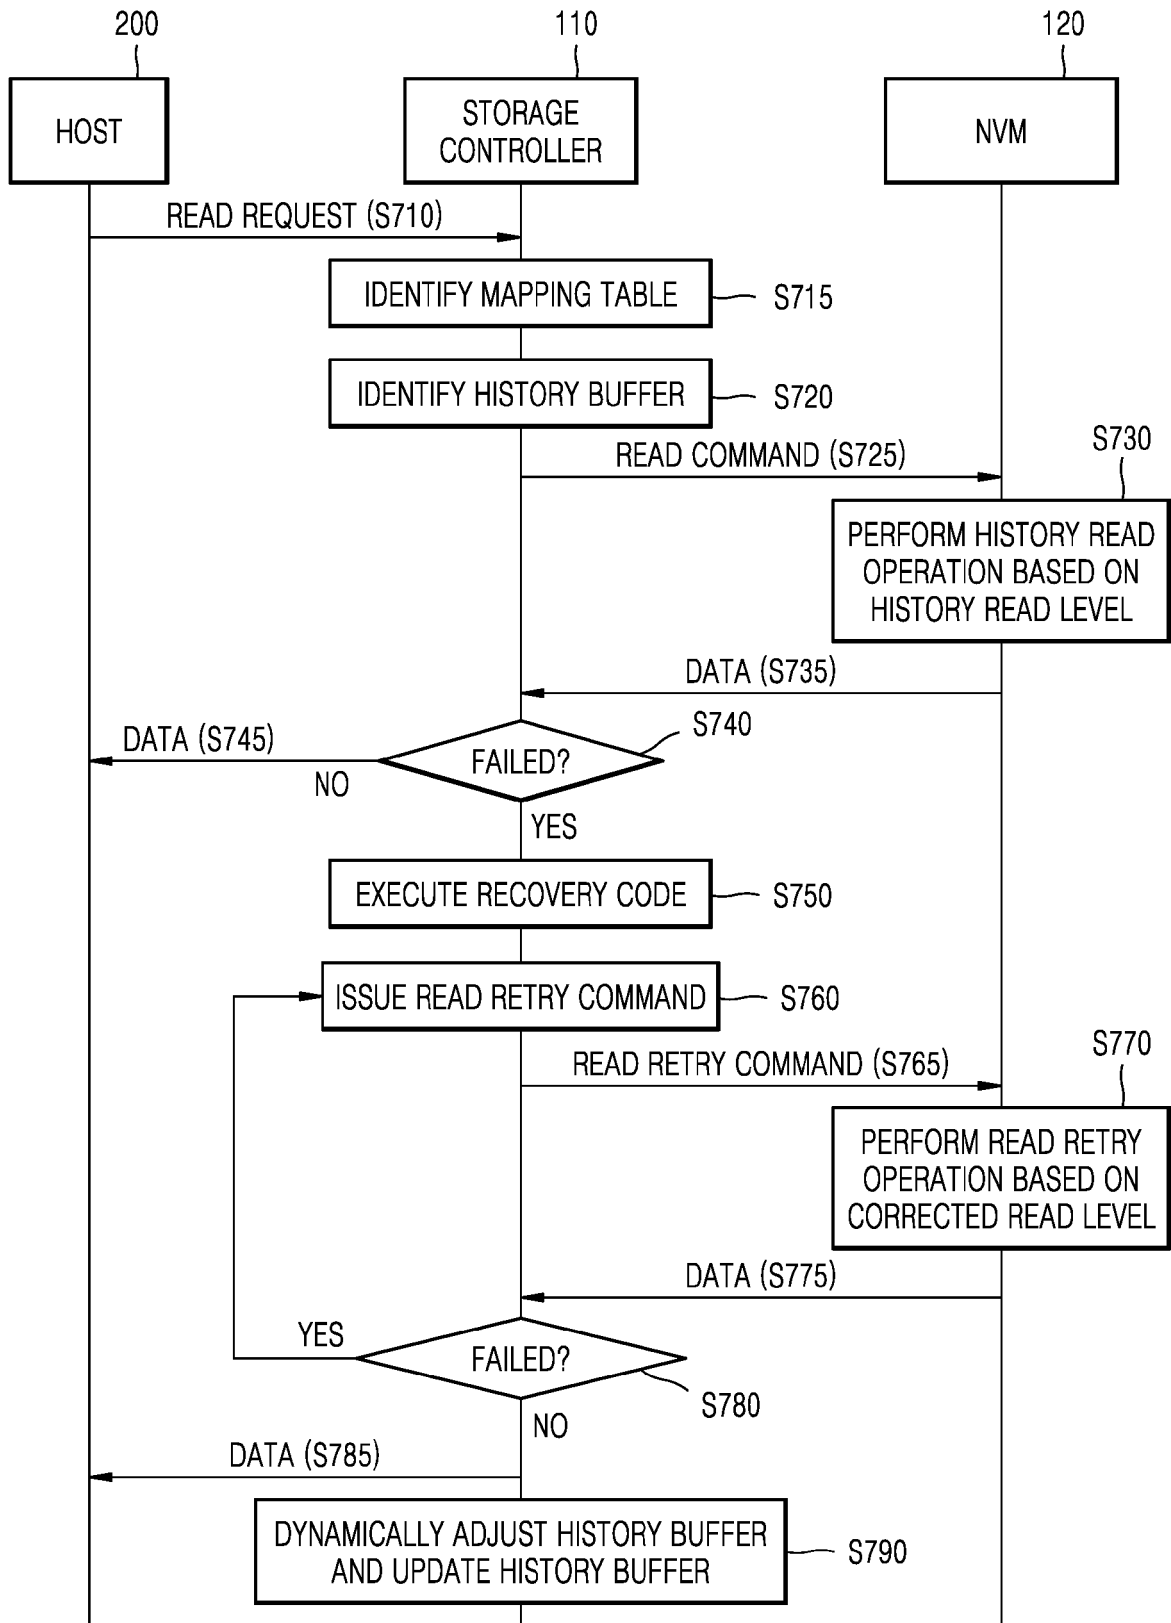 200
110
120
HOST
STORAGE
CONTROLLER
NVM
READ REQUEST (S710)
IDENTIFY MAPPING TABLE
S715
IDENTIFY HISTORY BUFFER
S720
READ COMMAND (S725)
S730
PERFORM HISTORY READ
OPERATION BASED ON
HISTORY READ LEVEL
DATA (S735)
S740
DATA (S745)
FAILED?
NO
YES
EXECUTE RECOVERY CODE
S750
ISSUE READ RETRY COMMAND
S760
READ RETRY COMMAND (S765)
S770
PERFORM READ RETRY
OPERATION BASED ON
CORRECTED READ LEVEL
DATA (S775)
YES
FAILED?
S780
NO
DATA (S785)
DYNAMICALLY ADJUST HISTORY BUFFER
AND UPDATE HISTORY BUFFER
S790